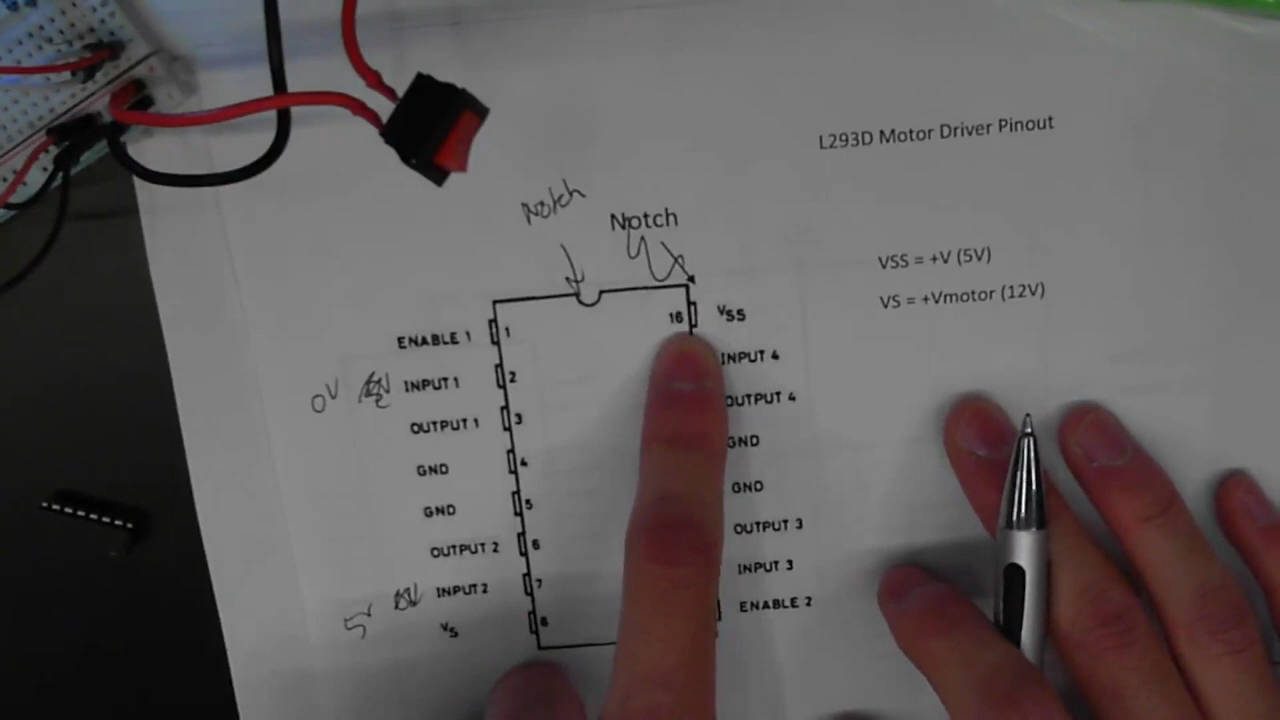 L293D Motor Driver Pinout
Notch
Notch
VSS = +V (5V)
VS = +Vmotor (12V)
ENABLE 1 1 16 VSS
0V INPUT 1 2 INPUT 4
OUTPUT 1 3 OUTPUT 4
GND 4 GND
GND 5 GND
OUTPUT 2 6 OUTPUT 3
5V INPUT 2 7 INPUT 3
VS 8 ENABLE 2